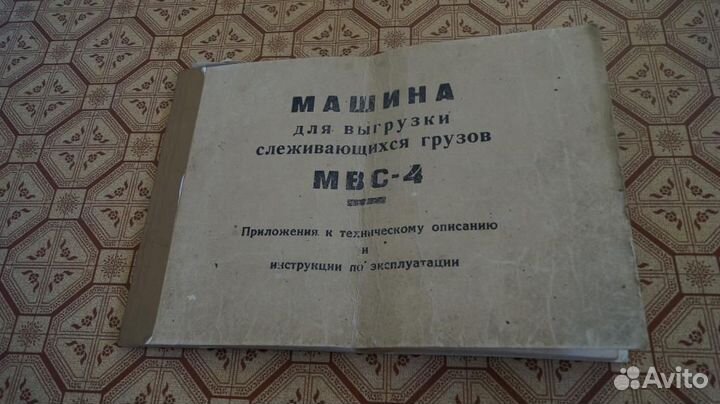 МАШИНА
для выгрузки
слеживающихся грузов
МВС-4
Приложения к техническому описанию
и
инструкции по эксплуатации
Avito